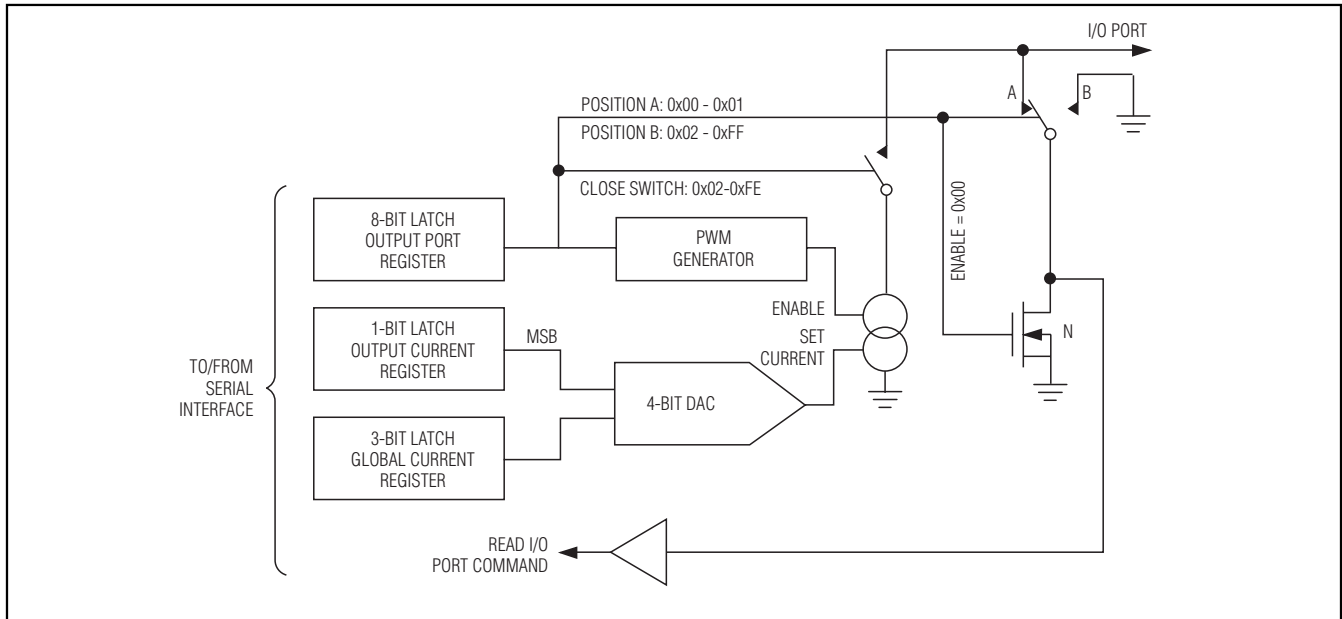 I/O PORT
A
B
POSITION A: 0x00 - 0x01
POSITION B: 0x02 - 0xFF
CLOSE SWITCH: 0x02-0xFE
ENABLE = 0x00
8-BIT LATCH
OUTPUT PORT
REGISTER
PWM
GENERATOR
ENABLE
SET
CURRENT
N
1-BIT LATCH
OUTPUT CURRENT
REGISTER
MSB
TO/FROM
SERIAL
INTERFACE
4-BIT DAC
3-BIT LATCH
GLOBAL CURRENT
REGISTER
READ I/O
PORT COMMAND